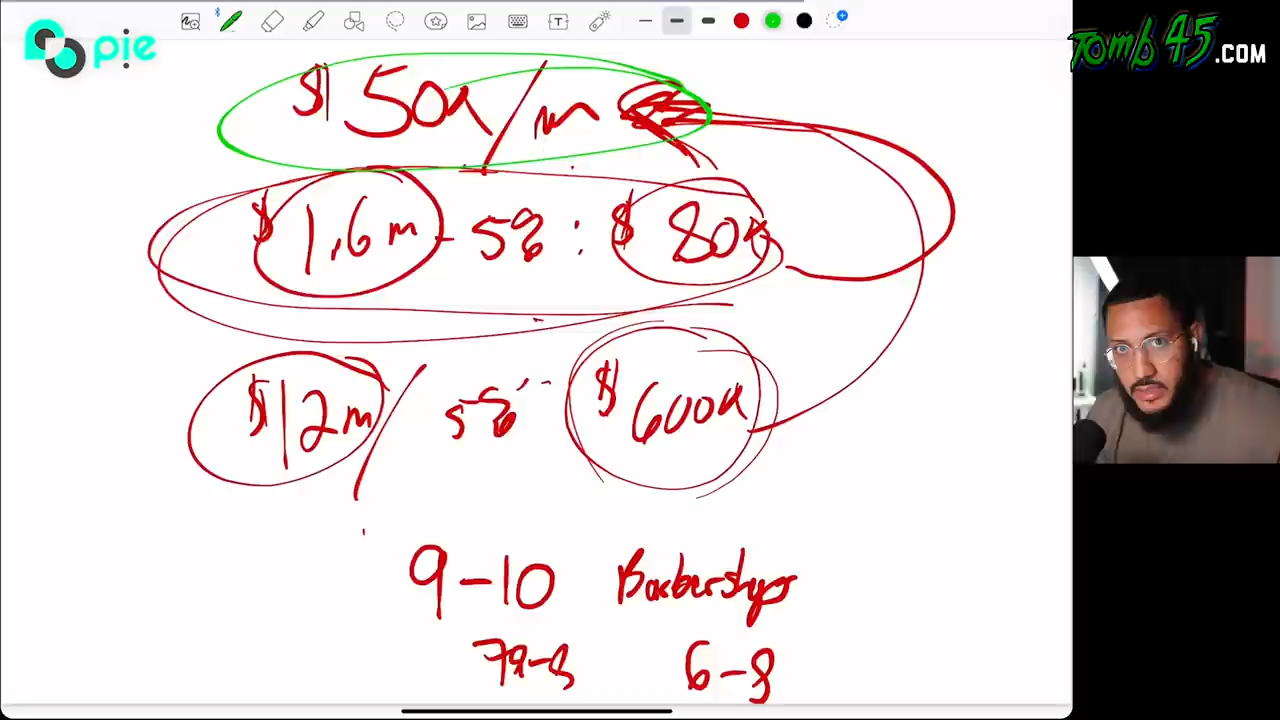 pie
TOMB 45.COM
$50k/m
$1.6m - 5% : $80k
$12m / 5% $600k
9-10 Barbershops
6-8